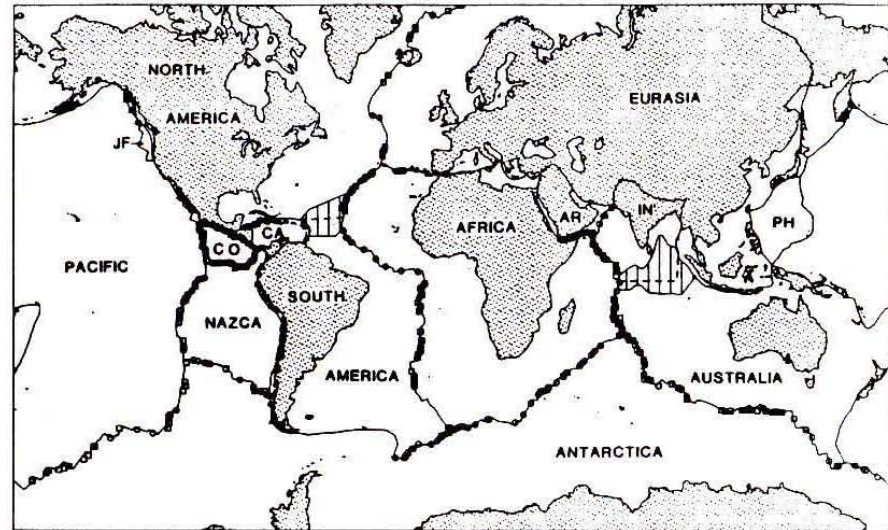 NORTH
AMERICA
EURASIA
JF
CO
CA
AFRICA
AR
IN
PH
PACIFIC
SOUTH
AMERICA
NAZCA
AUSTRALIA
ANTARCTICA